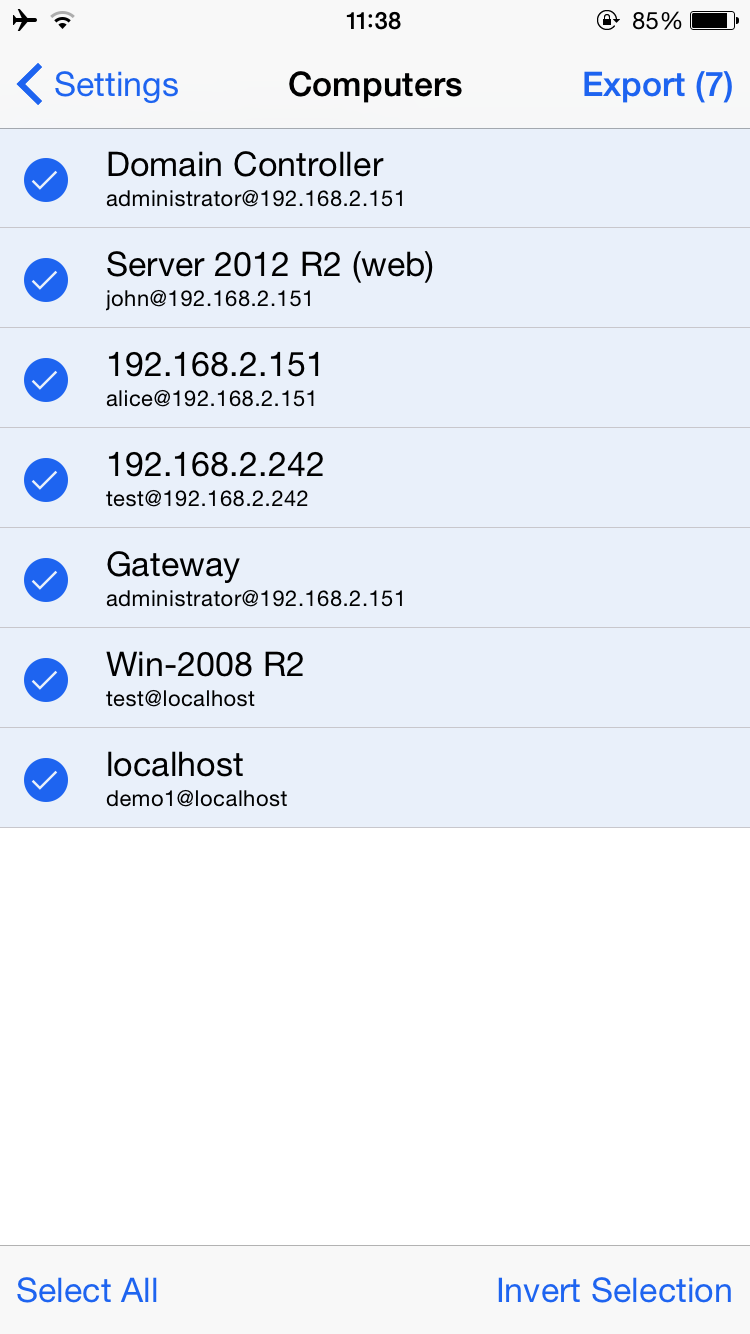 11:38
85%
Settings
Computers
Export (7)
Domain Controller
administrator@192.168.2.151
Server 2012 R2 (web)
john@192.168.2.151
192.168.2.151
alice@192.168.2.151
192.168.2.242
test@192.168.2.242
Gateway
administrator@192.168.2.151
Win-2008 R2
test@localhost
localhost
demo1@localhost
Select All
Invert Selection